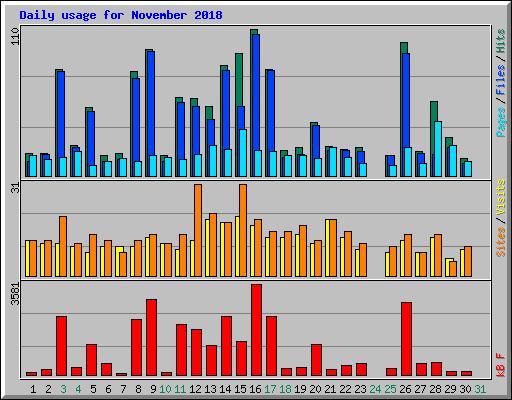 Daily usage for November 2018
110
Pages / Files / Hits
31
Sites / Visits
3581
kB F
1 2 3 4 5 6 7 8 9 10 11 12 13 14 15 16 17 18 19 20 21 22 23 24 25 26 27 28 29 30 31